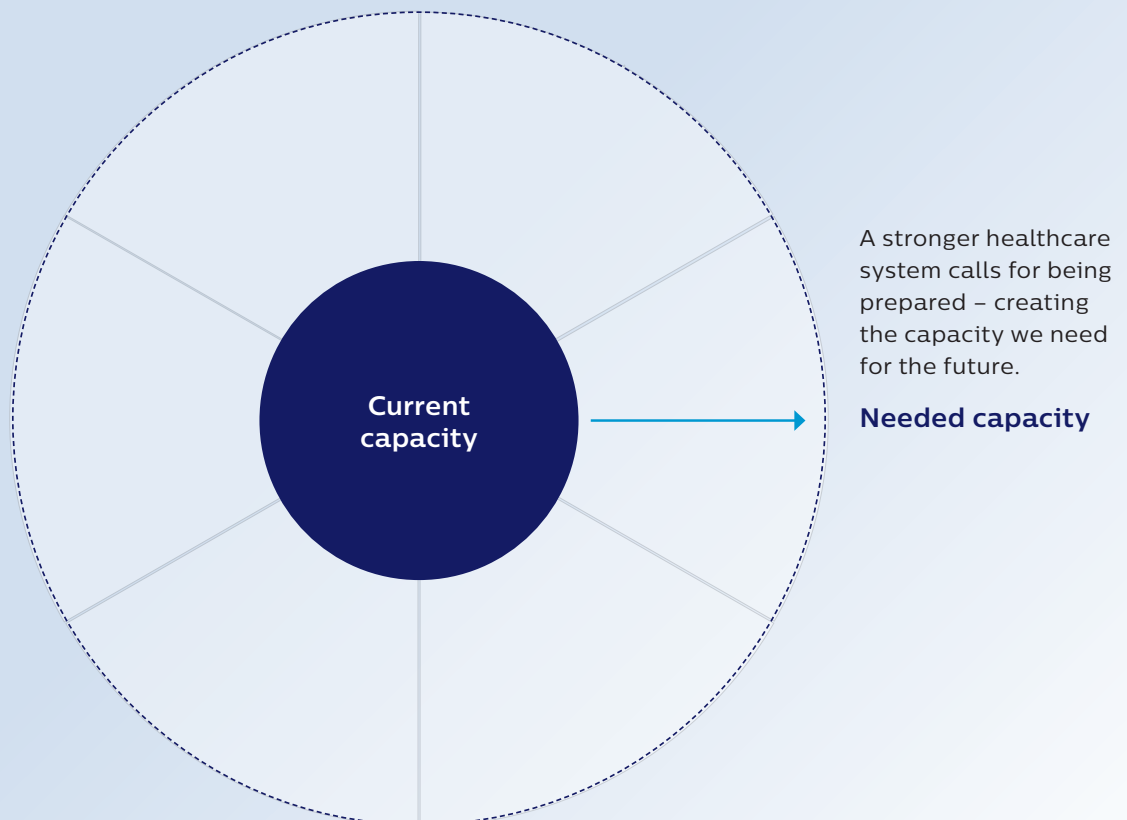 A stronger healthcare
system calls for being
prepared – creating
the capacity we need
for the future.
Current
capacity
Needed capacity